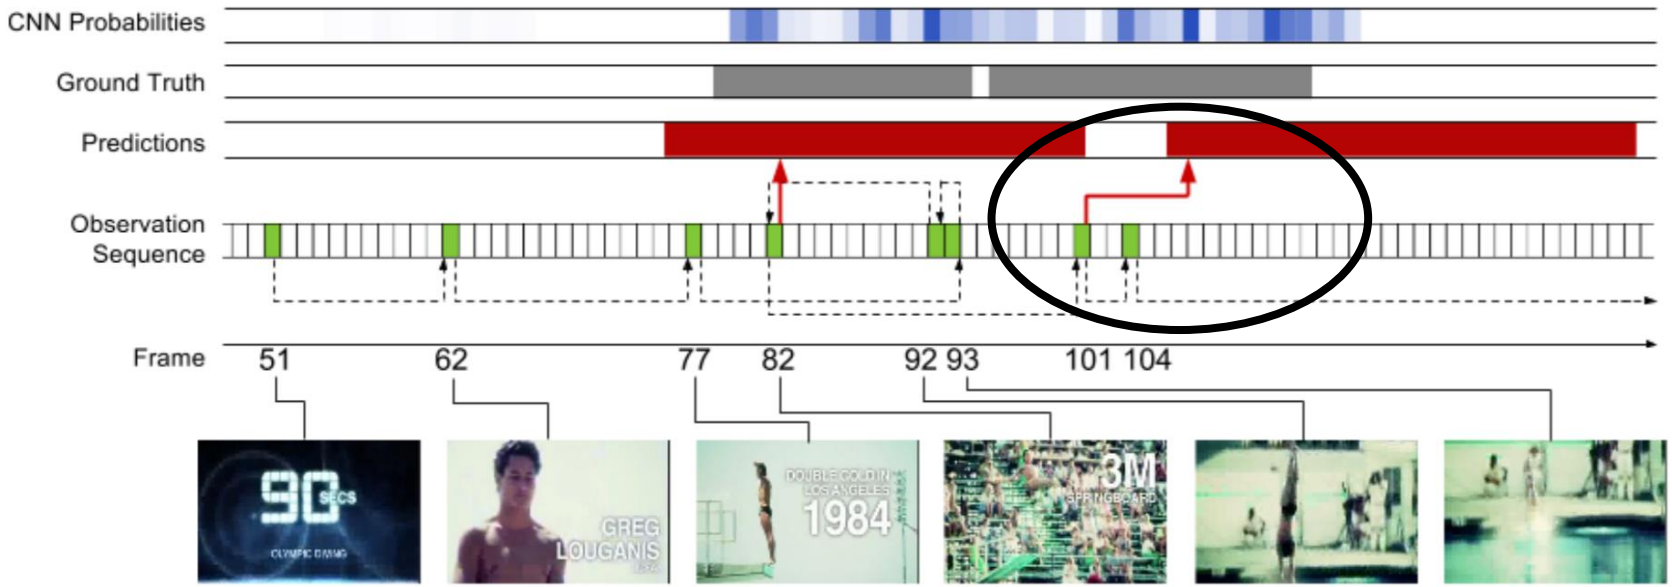 CNN Probabilities
Ground Truth
Predictions
Observation
Sequence
Frame
51 62 77 82 92 93 101 104
90 SECS
OLYMPIC DIVING
GREG
LOUGANIS
USA
DOUBLE GOLD IN
LOS ANGELES
1984
3M
SPRINGBOARD